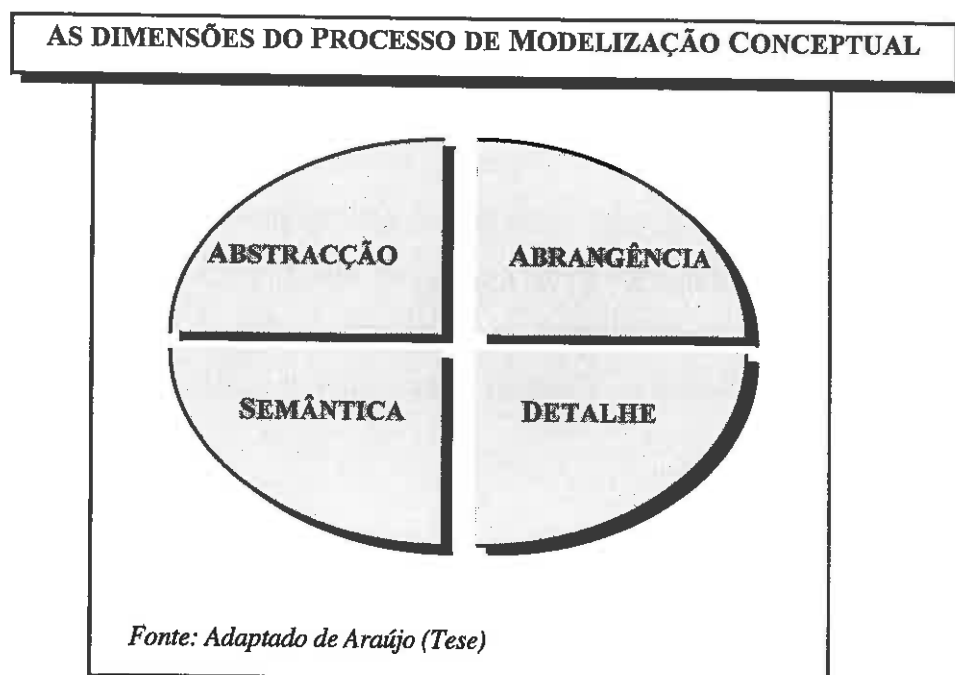 AS DIMENSÕES DO PROCESSO DE MODELIZAÇÃO CONCEPTUAL
ABSTRACÇÃO
ABRANGÊNCIA
SEMÂNTICA
DETALHE
Fonte: Adaptado de Araújo (Tese)